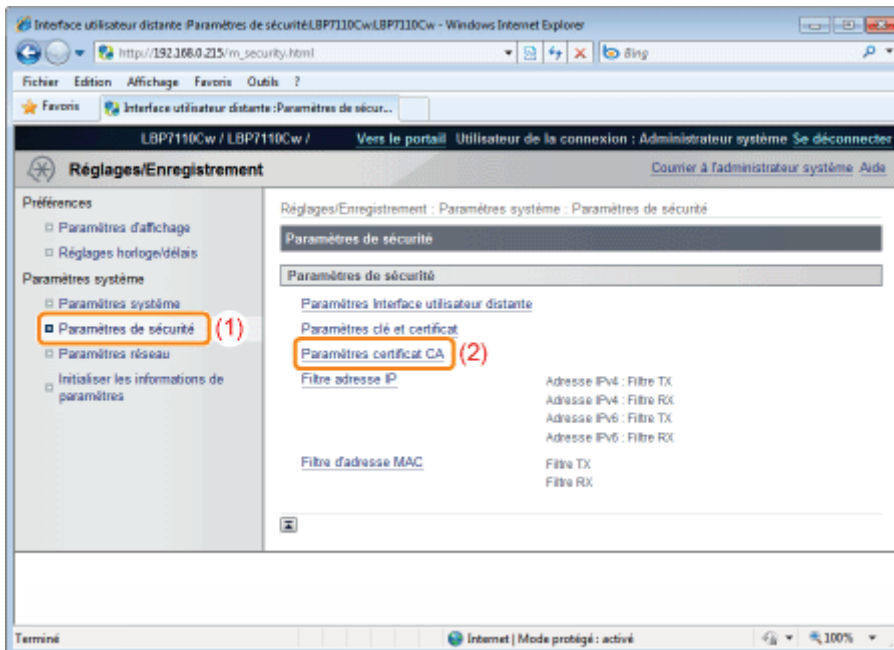 Interface utilisateur distante :Paramètres de sécurité:LBP7110Cw:LBP7110Cw - Windows Internet Explorer
http://192.168.0.215/m_security.html
Bing
Fichier Edition Affichage Favoris Outils ?
Favoris
Interface utilisateur distante :Paramètres de sécur...
LBP7110Cw / LBP7110Cw /
Vers le portail Utilisateur de la connexion : Administrateur système Se déconnecter
Réglages/Enregistrement
Courrier à l'administrateur système Aide
Préférences
Paramètres d'affichage
Réglages horloge/délais
Paramètres système
Paramètres système
Paramètres de sécurité (1)
Paramètres réseau
Initialiser les informations de
paramètres
Réglages/Enregistrement : Paramètres système : Paramètres de sécurité
Paramètres de sécurité
Paramètres de sécurité
Paramètres Interface utilisateur distante
Paramètres clé et certificat
Paramètres certificat CA (2)
Filtre adresse IP
Adresse IPv4 : Filtre TX
Adresse IPv4 : Filtre RX
Adresse IPv6 : Filtre TX
Adresse IPv6 : Filtre RX
Filtre d'adresse MAC
Filtre TX
Filtre RX
Terminé
Internet | Mode protégé : activé
100%